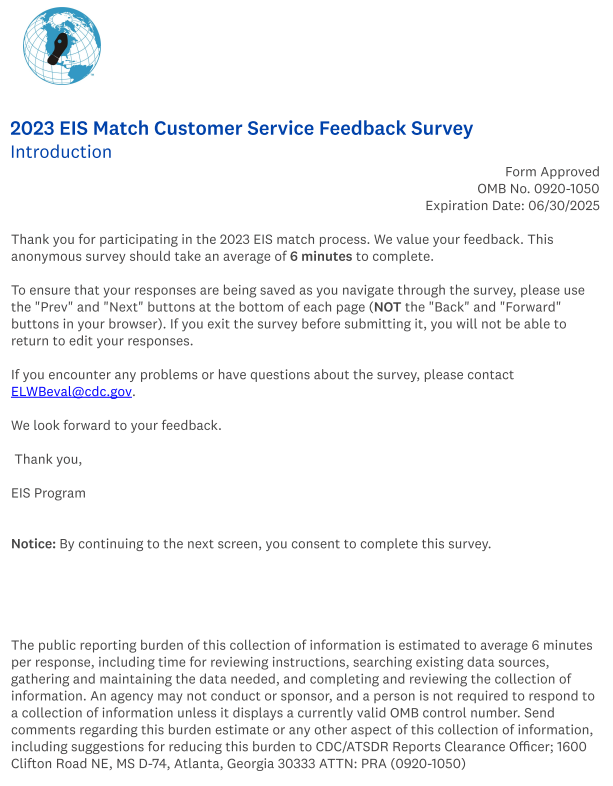 2023 EIS Match Customer Service Feedback Survey
Introduction
Form Approved
OMB No. 0920-1050
Expiration Date: 06/30/2025
Thank you for participating in the 2023 EIS match process. We value your feedback. This
anonymous survey should take an average of 6 minutes to complete.
To ensure that your responses are being saved as you navigate through the survey, please use
the "Prev" and "Next" buttons at the bottom of each page (NOT the "Back" and "Forward"
buttons in your browser). If you exit the survey before submitting it, you will not be able to
return to edit your responses.
If you encounter any problems or have questions about the survey, please contact
ELWBeval@cdc.gov.
We look forward to your feedback.
Thank you,
EIS Program
Notice: By continuing to the next screen, you consent to complete this survey.
The public reporting burden of this collection of information is estimated to average 6 minutes
per response, including time for reviewing instructions, searching existing data sources,
gathering and maintaining the data needed, and completing and reviewing the collection of
information. An agency may not conduct or sponsor, and a person is not required to respond to
a collection of information unless it displays a currently valid OMB control number. Send
comments regarding this burden estimate or any other aspect of this collection of information,
including suggestions for reducing this burden to CDC/ATSDR Reports Clearance Officer; 1600
Clifton Road NE, MS D-74, Atlanta, Georgia 30333 ATTN: PRA (0920-1050)